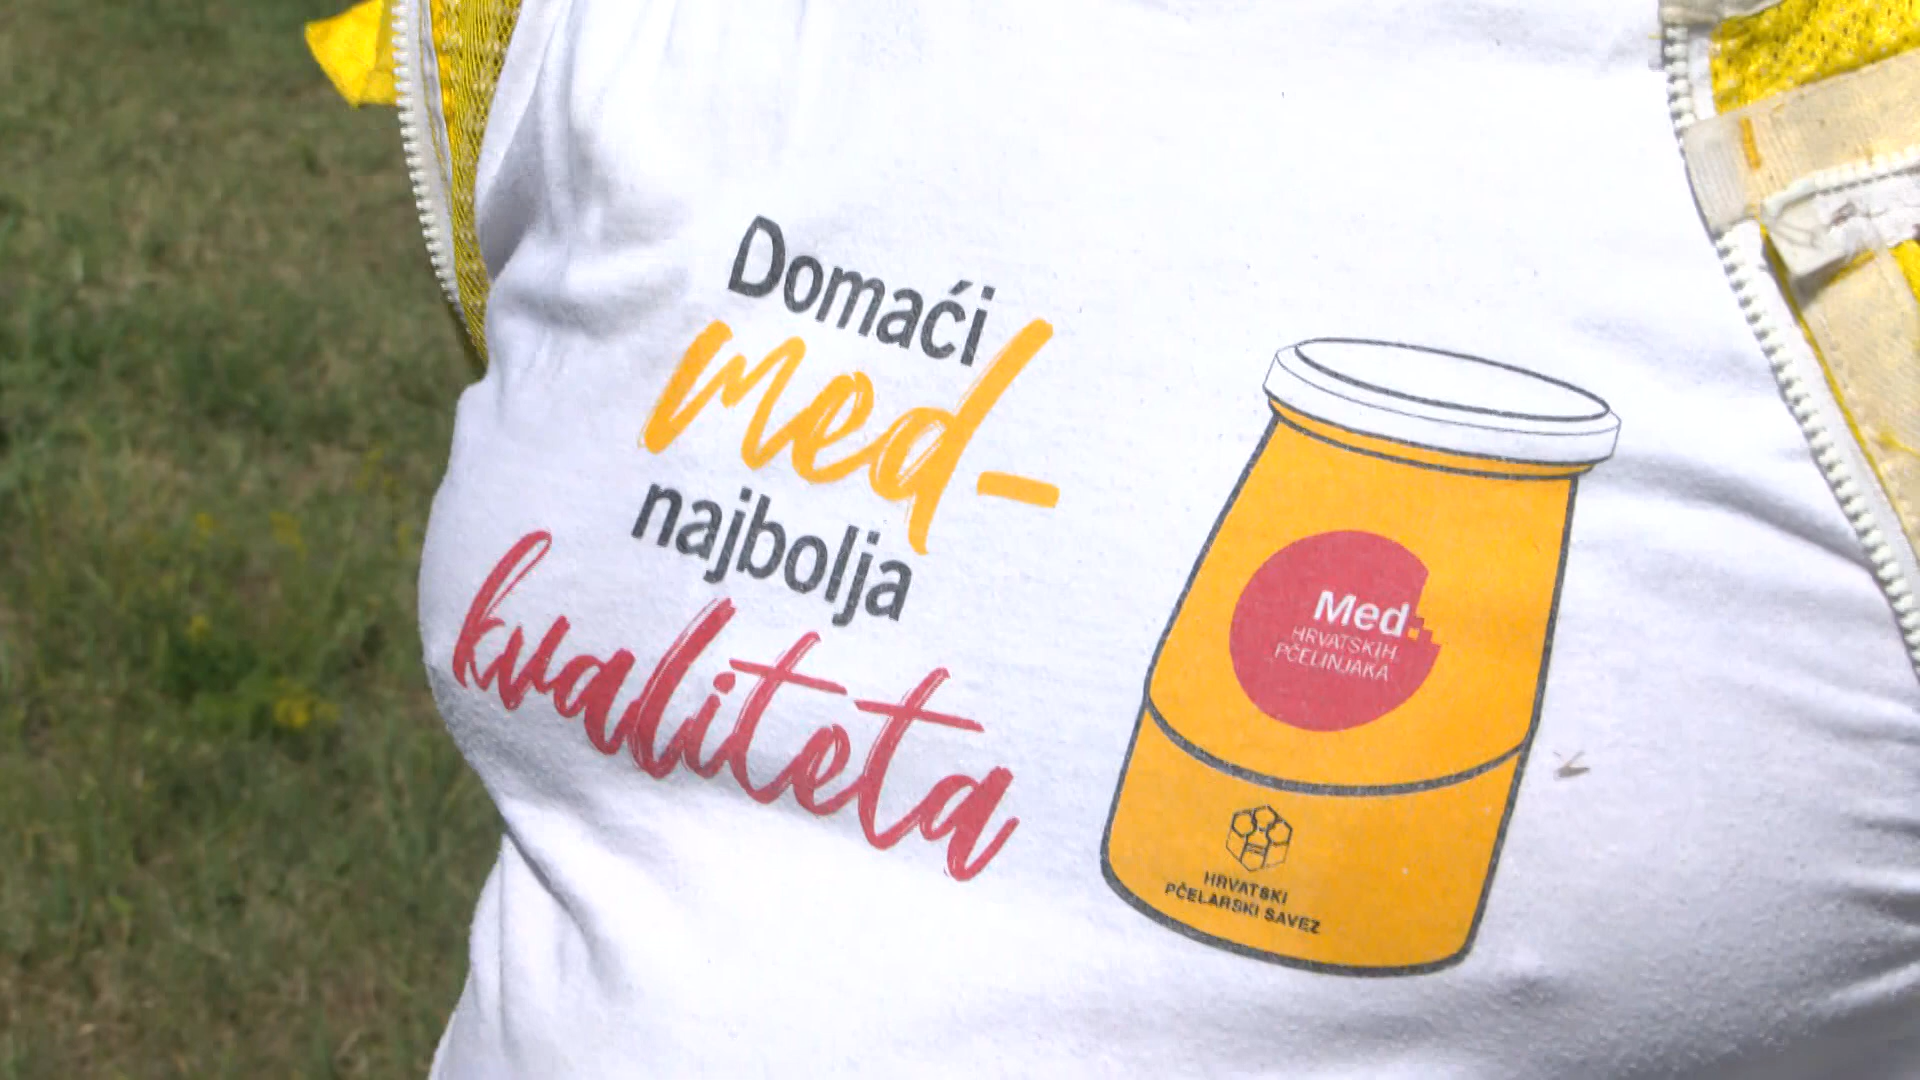 Domaći
med-
najbolja
kvaliteta
Med.
HRVATSKIH
PČELINJAKA
HRVATSKI
PČELARSKI SAVEZ